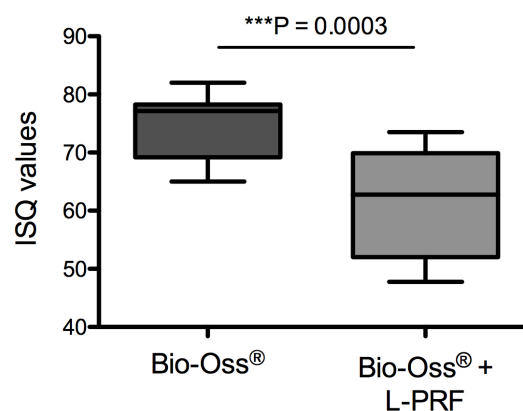 ***P = 0.0003
90
80
70
60
50
40
ISQ values
Bio-Oss®
Bio-Oss® +
L-PRF